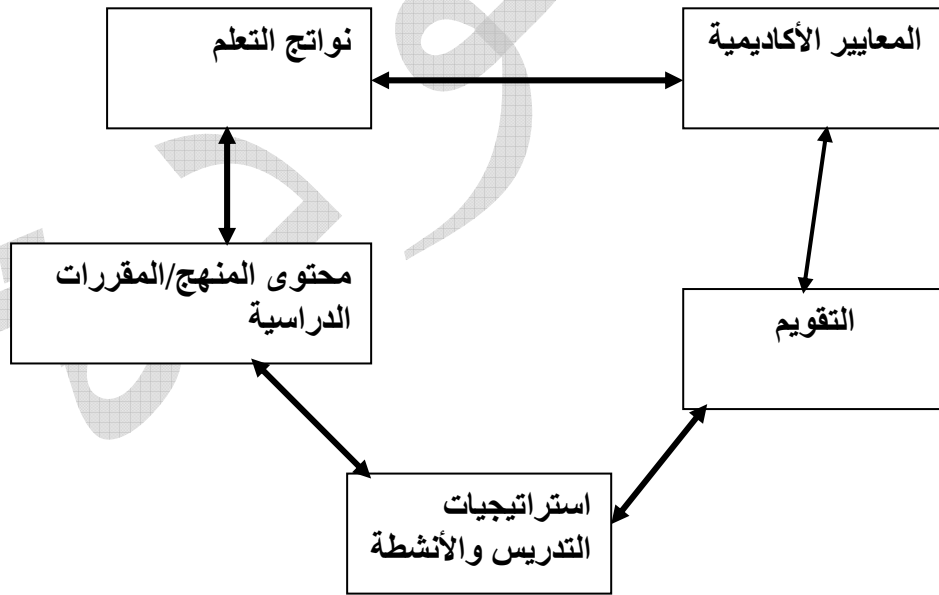 المعايير الأكاديمية
نواتج التعلم
محتوى المنهج/المقررات
الدراسية
التقويم
استراتيجيات
التدريس والأنشطة